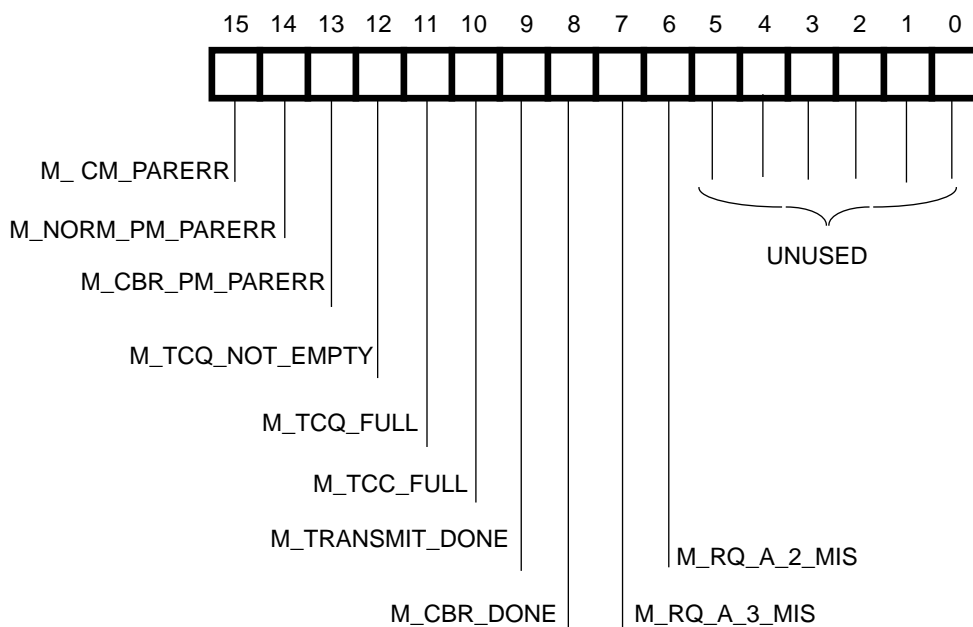 15 14 13 12 11 10 9 8 7 6 5 4 3 2 1 0
M_ CM_PARERR
M_NORM_PM_PARERR
UNUSED
M_CBR_PM_PARERR
M_TCQ_NOT_EMPTY
M_TCQ_FULL
M_TCC_FULL
M_TRANSMIT_DONE
M_RQ_A_2_MIS
M_CBR_DONE
M_RQ_A_3_MIS